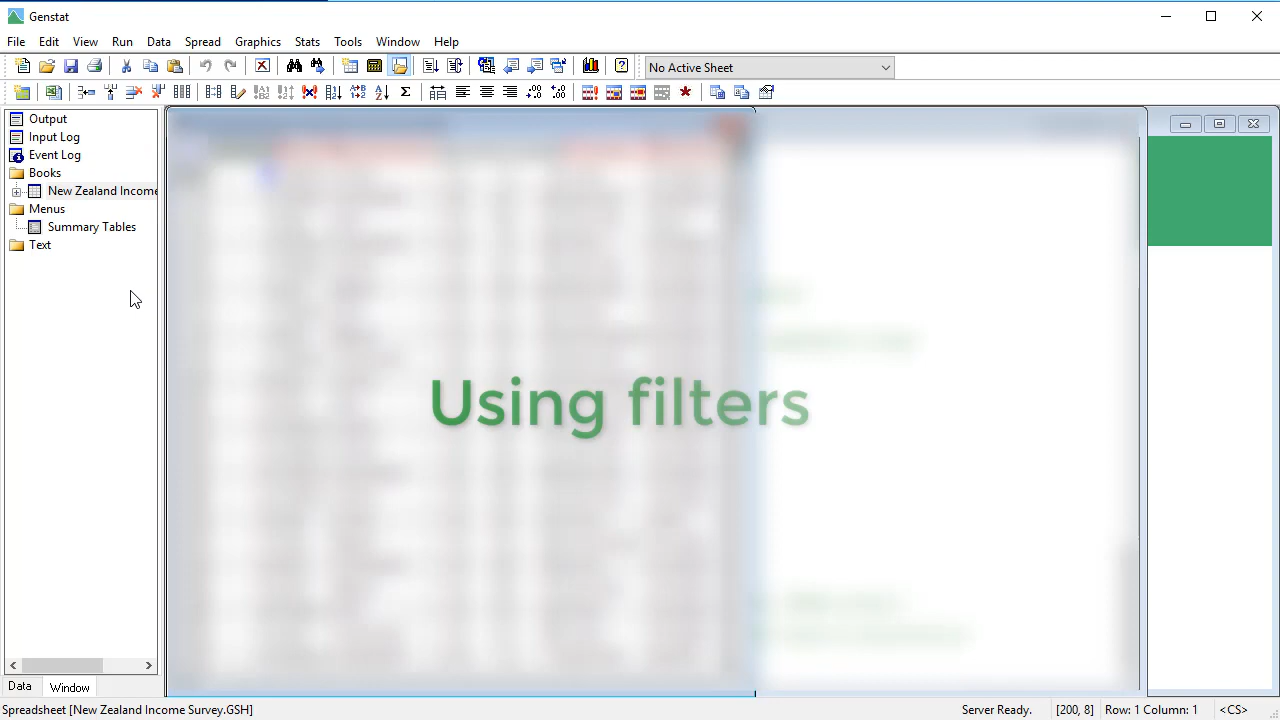 Genstat
File Edit View Run Data Spread Graphics Stats Tools Window Help
No Active Sheet
Output
Input Log
Event Log
Books
New Zealand Income
Menus
Summary Tables
Text
Using filters
Data Window
Spreadsheet [New Zealand Income Survey.GSH] Server Ready. [200, 8] Row: 1 Column: 1 <CS>